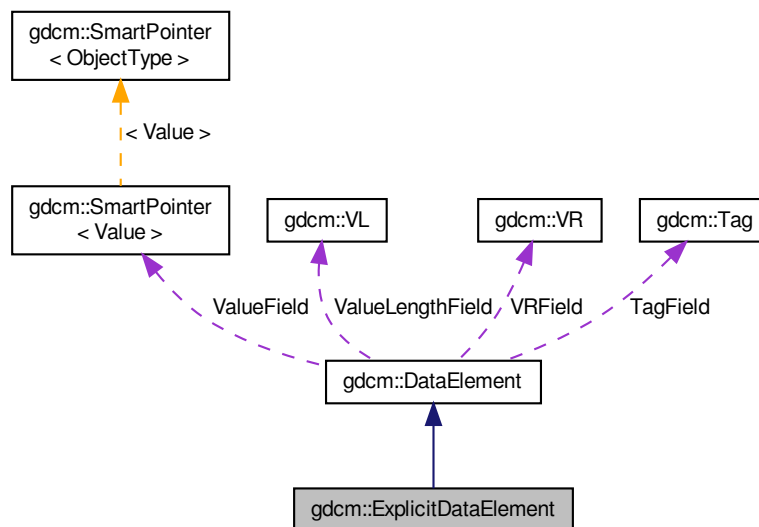 gdcm::SmartPointer
< ObjectType >
< Value >
gdcm::SmartPointer
< Value >
gdcm::VL
gdcm::VR
gdcm::Tag
ValueField
ValueLengthField
VRField
TagField
gdcm::DataElement
gdcm::ExplicitDataElement